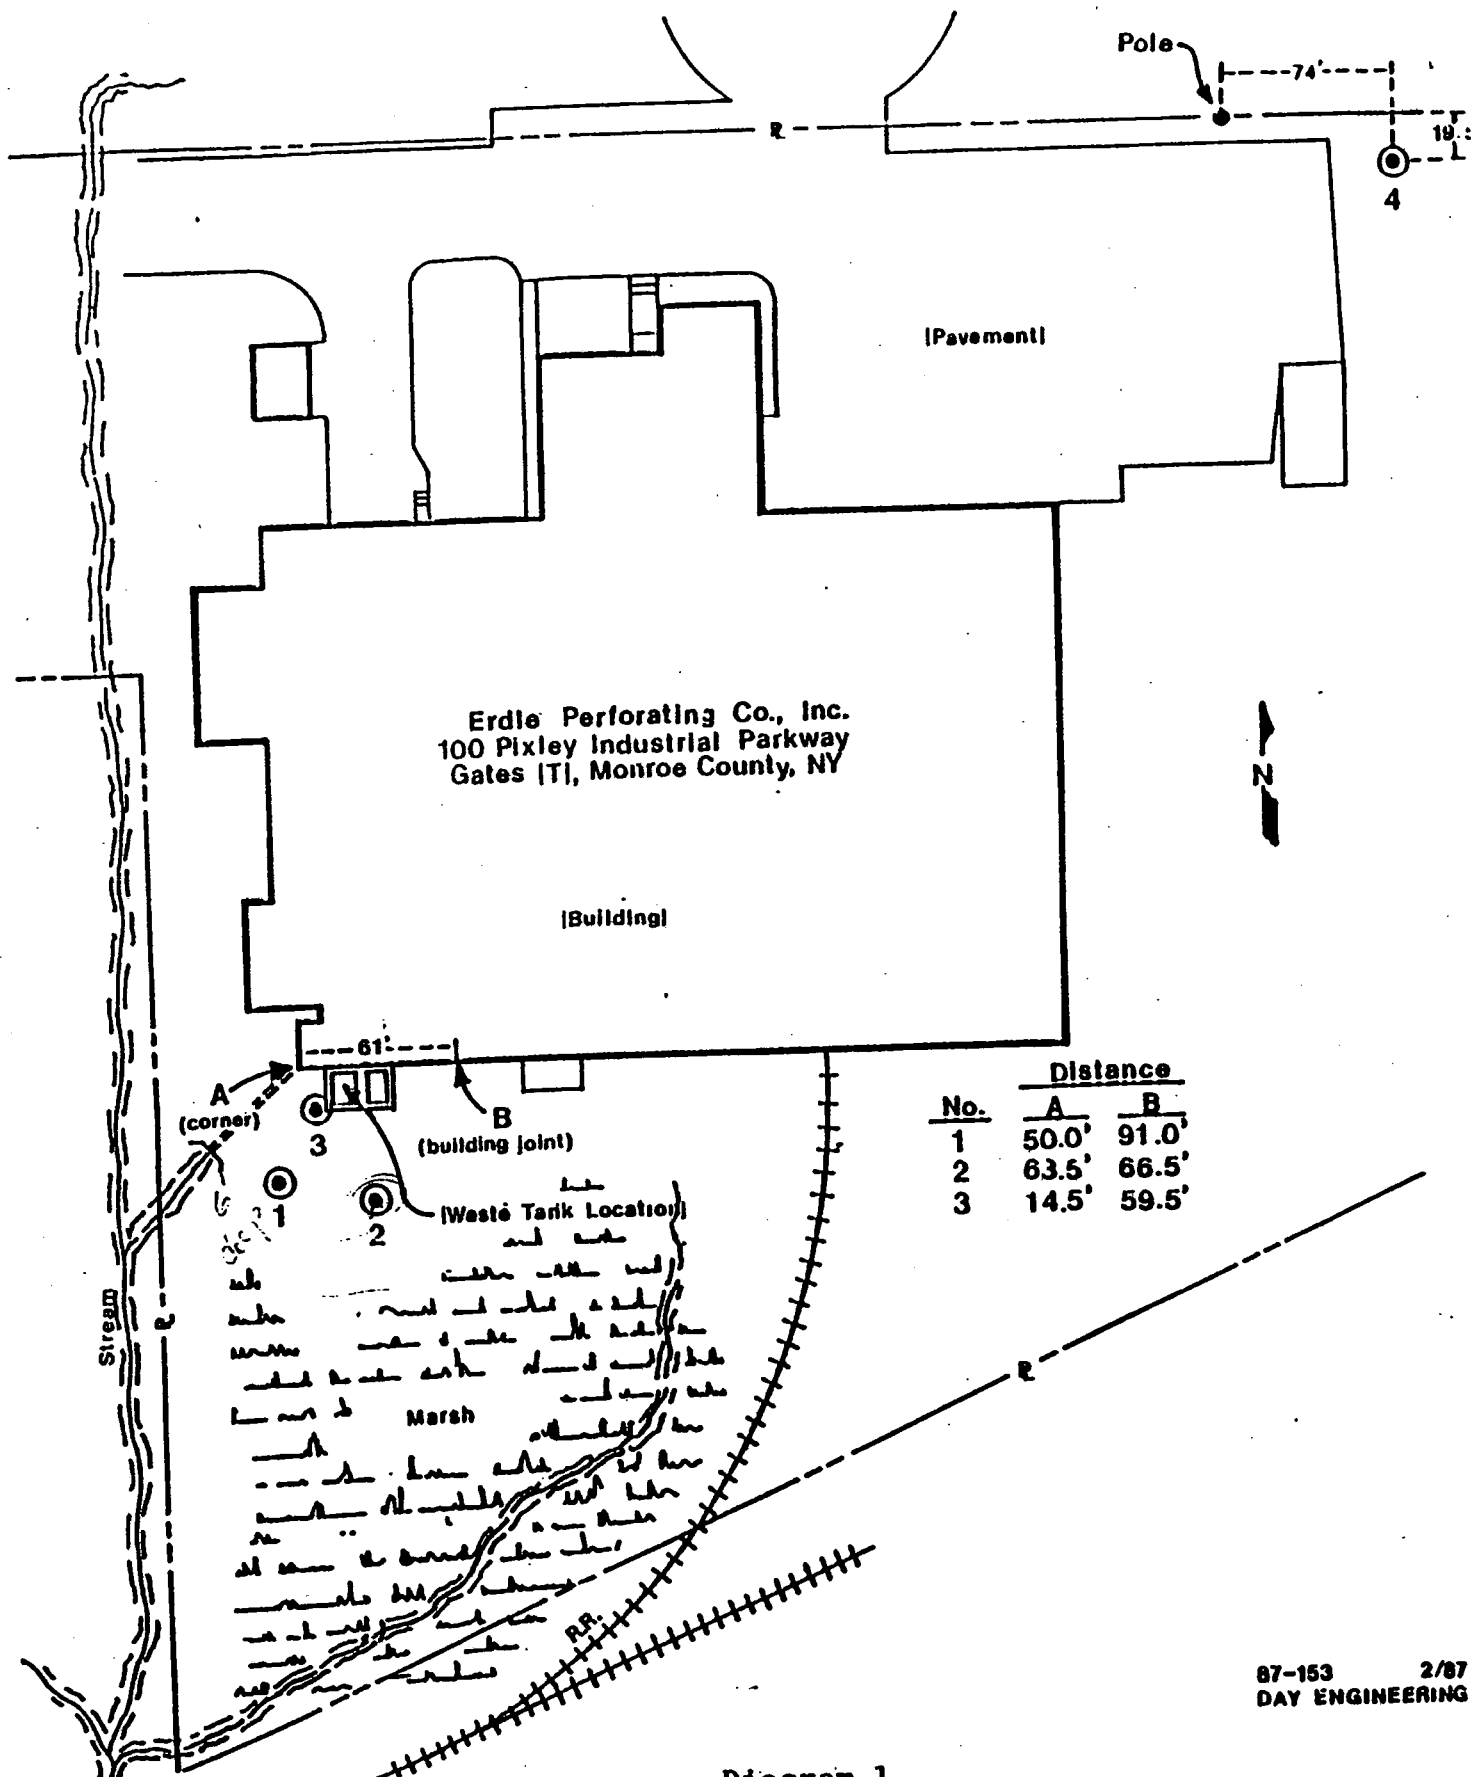 Pole
74'
19.
4
|Pavement|
Erdle Perforating Co., Inc.
100 Pixley Industrial Parkway
Gates |T|, Monroe County, NY
N
|Building|
61'
A
(corner)
B
(building joint)
3
1
2
|Waste Tank Location|
Distance
No. A B
1 50.0' 91.0'
2 63.5' 66.5'
3 14.5' 59.5'
Stream
Marsh
R.R.
87-153 2/87
DAY ENGINEERING
Diagram 1